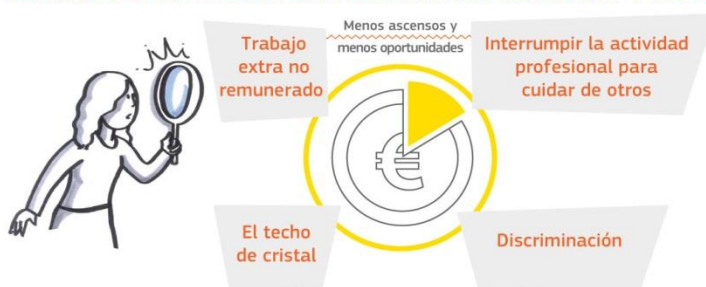 Menos ascensos y
menos oportunidades
Trabajo
extra no
remunerado
Interrumpir la actividad
profesional para
cuidar de otros
€
El techo
de cristal
Discriminación